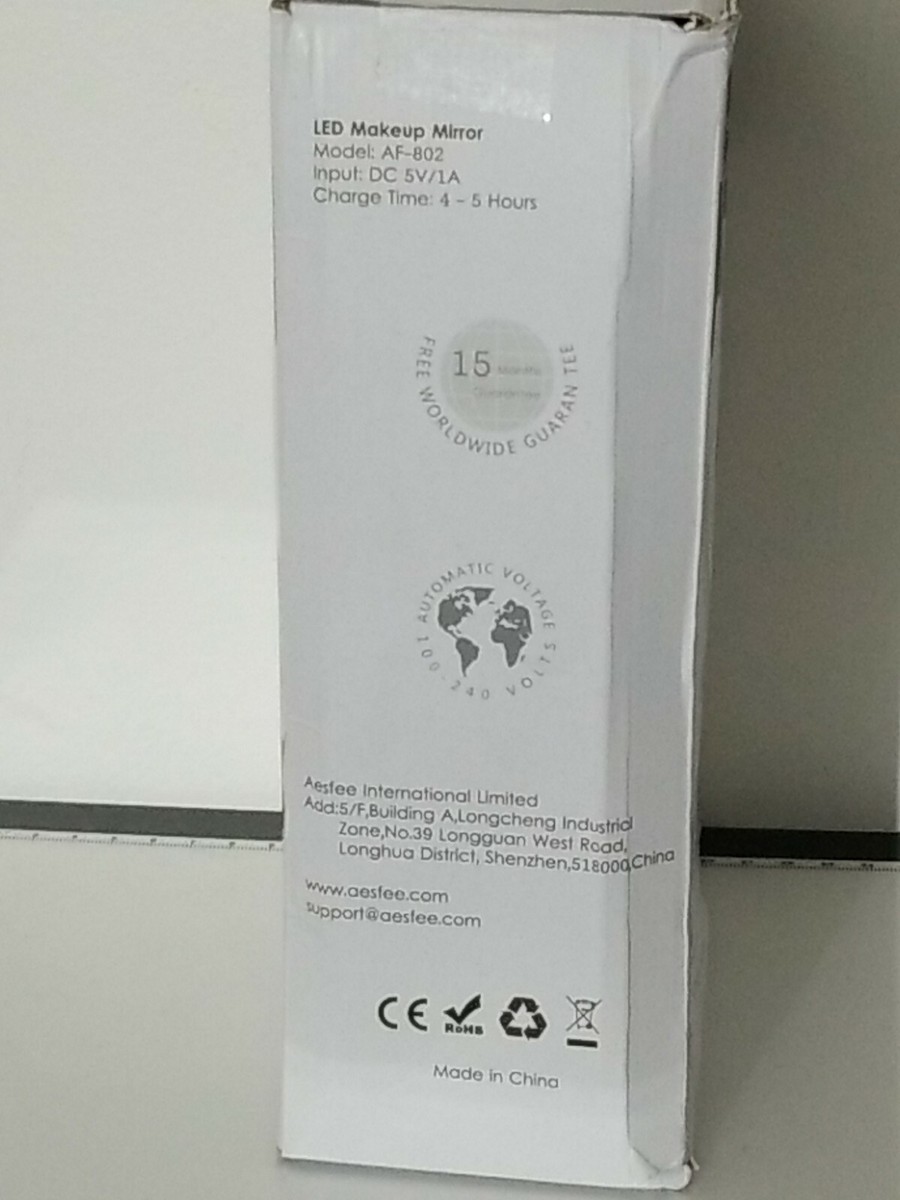 LED Makeup Mirror
Model: AF-802
Input: DC 5V/1A
Charge Time: 4 - 5 Hours
15 Months
Guarantee
FREE WORLDWIDE GUARAN TEE
AUTOMATIC VOLTAGE
100-240 VOLTS
Aesfee International Limited
Add:5/F,Building A,Longcheng Industrial
Zone,No.39 Longguan West Road,
Longhua District, Shenzhen,518000,China
www.aesfee.com
support@aesfee.com
CE RoHS
Made in China